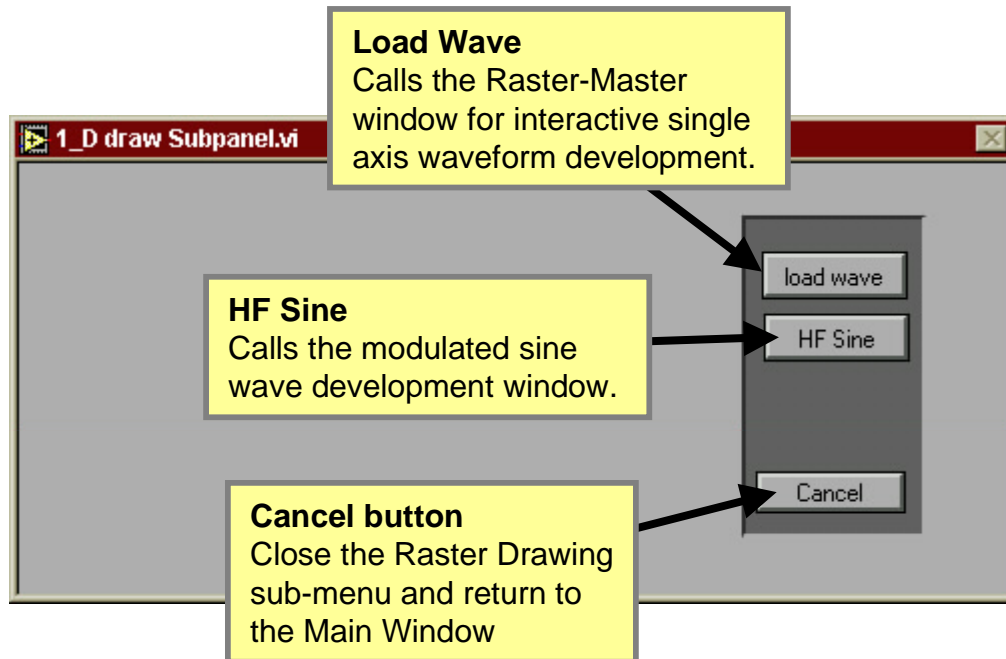 Load Wave
Calls the Raster-Master
window for interactive single
axis waveform development.
1_D draw Subpanel.vi
load wave
HF Sine
Calls the modulated sine
wave development window.
HF Sine
Cancel button
Close the Raster Drawing
sub-menu and return to
the Main Window
Cancel